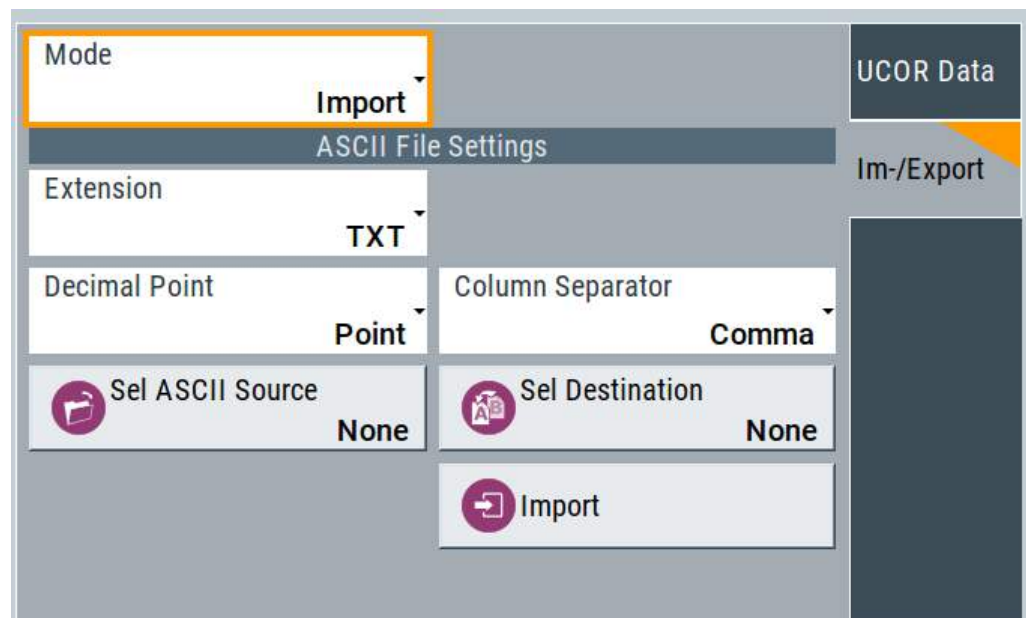 Mode
Import
UCOR Data
ASCII File Settings
Im-/Export
Extension
TXT
Decimal Point
Point
Column Separator
Comma
Sel ASCII Source
None
Sel Destination
None
Import